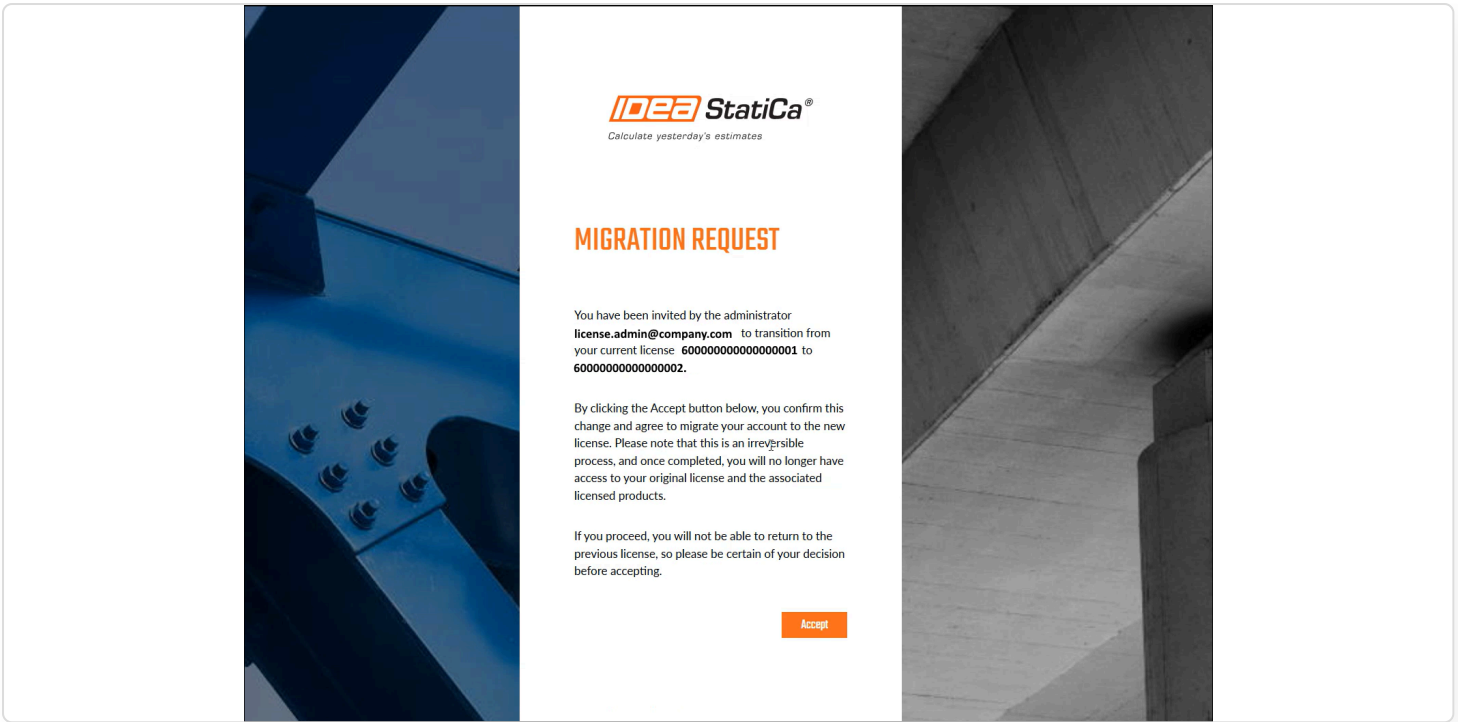 IDEA StatiCa®
Calculate yesterday's estimates
MIGRATION REQUEST
You have been invited by the administrator
license.admin@company.com to transition from
your current license 600000000000000001 to
60000000000000002.
By clicking the Accept button below, you confirm this
change and agree to migrate your account to the new
license. Please note that this is an irreversible
process, and once completed, you will no longer have
access to your original license and the associated
licensed products.
If you proceed, you will not be able to return to the
previous license, so please be certain of your decision
before accepting.
Accept